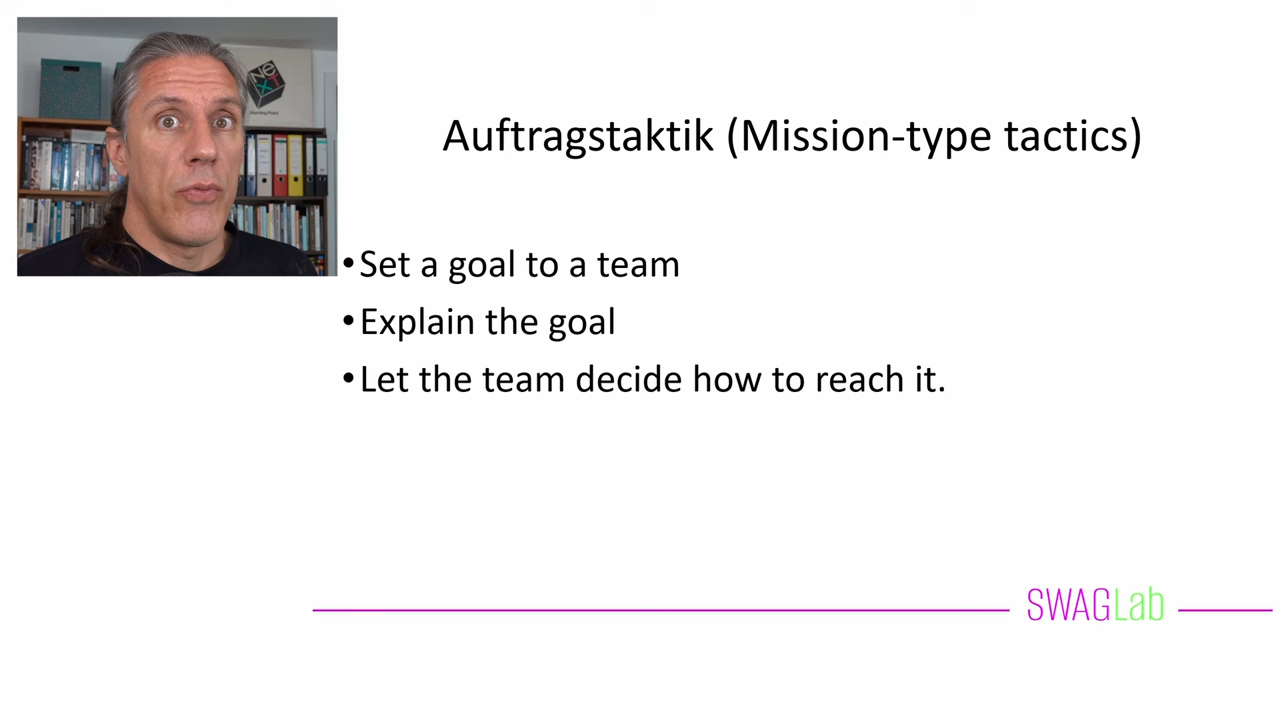 NeXT
Auftragstaktik (Mission-type tactics)
•Set a goal to a team
•Explain the goal
•Let the team decide how to reach it.
SWAGLab